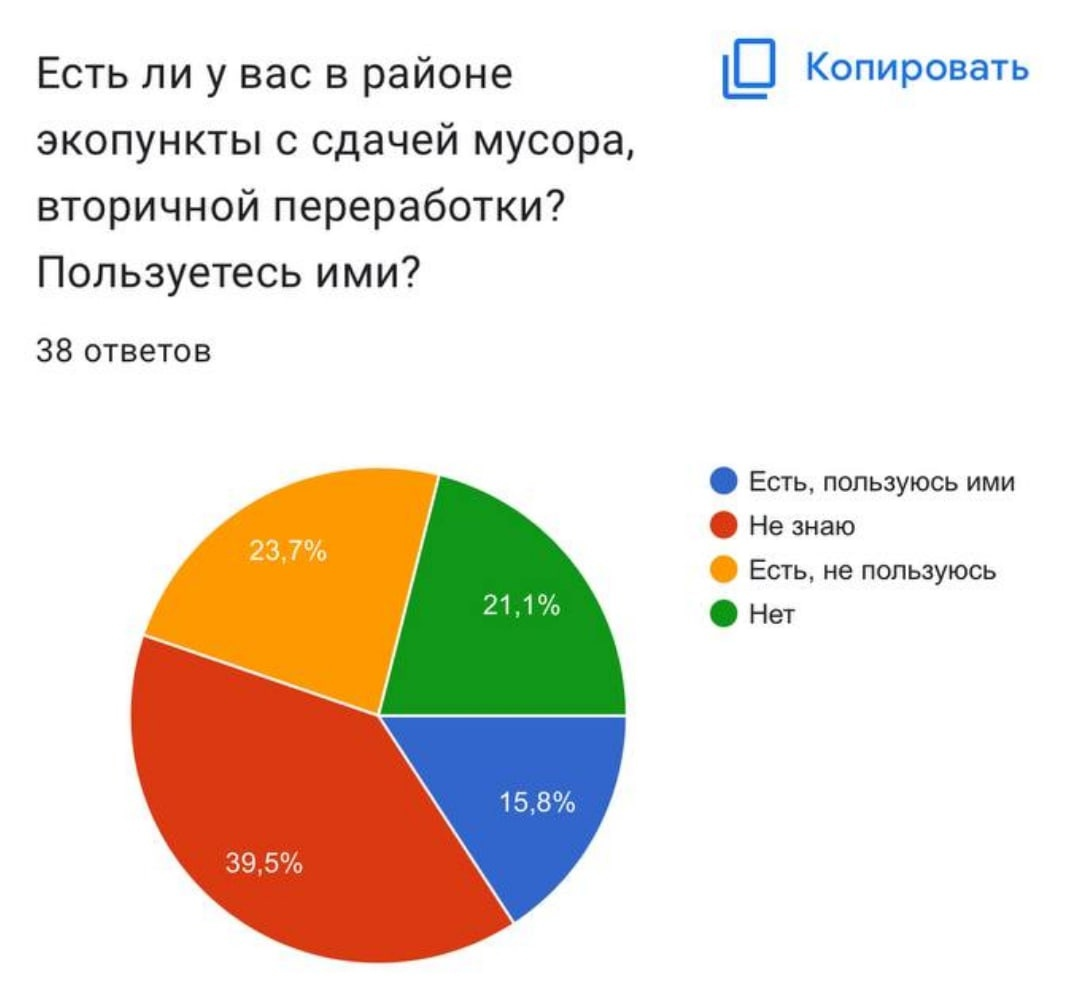 Есть ли у вас в районе
экопункты с сдачей мусора,
вторичной переработки?
Пользуетесь ими?
Копировать
38 ответов
Есть, пользуюсь ими
Не знаю
Есть, не пользуюсь
Нет
23,7%
21,1%
15,8%
39,5%